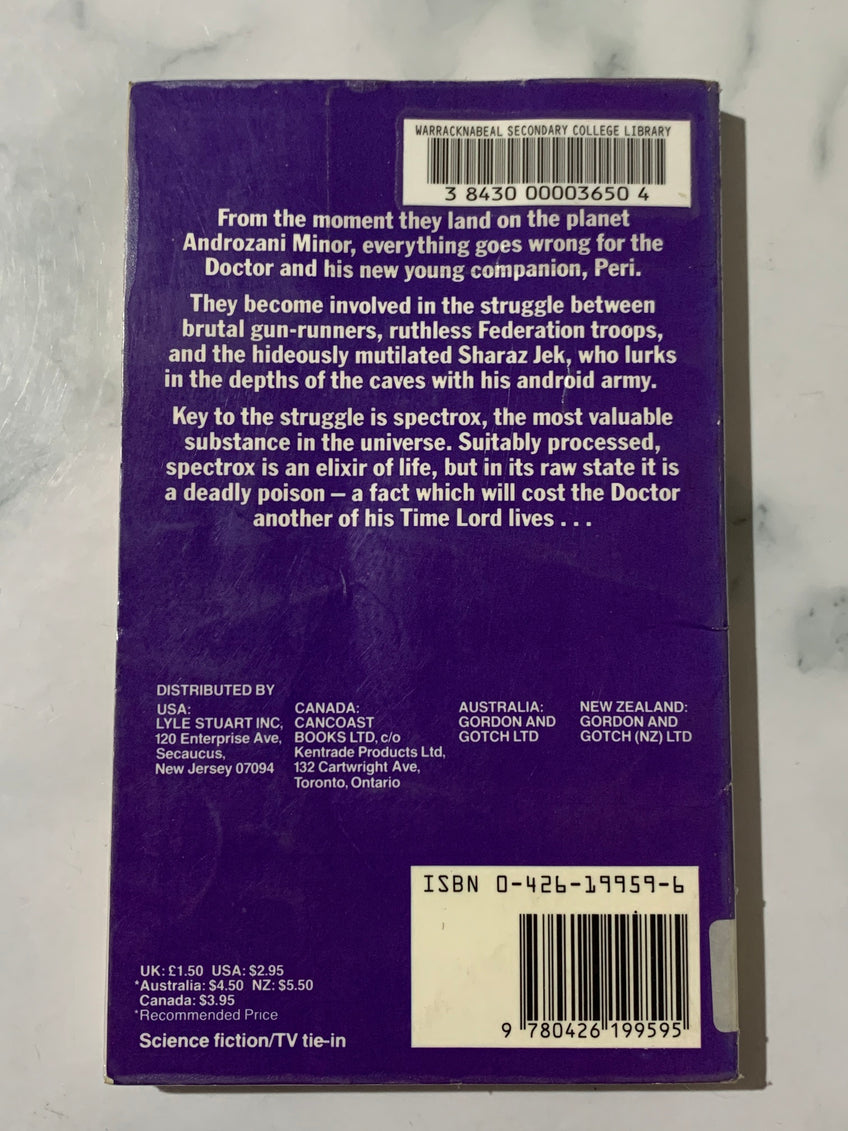 WARRACKNABEAL SECONDARY COLLEGE LIBRARY
3 8430 00003650 4
From the moment they land on the planet
Androzani Minor, everything goes wrong for the
Doctor and his new young companion, Peri.
They become involved in the struggle between
brutal gun-runners, ruthless Federation troops,
and the hideously mutilated Sharaz Jek, who lurks
in the depths of the caves with his android army.
Key to the struggle is spectrox, the most valuable
substance in the universe. Suitably processed,
spectrox is an elixir of life, but in its raw state it is
a deadly poison – a fact which will cost the Doctor
another of his Time Lord lives . . .
DISTRIBUTED BY
USA:
LYLE STUART INC,
120 Enterprise Ave,
Secaucus,
New Jersey 07094
CANADA:
CANCOAST
BOOKS LTD, c/o
Kentrade Products Ltd,
132 Cartwright Ave,
Toronto, Ontario
AUSTRALIA:
GORDON AND
GOTCH LTD
NEW ZEALAND:
GORDON AND
GOTCH (NZ) LTD
ISBN 0-426-19959-6
9 780426 199595
UK: £1.50 USA: $2.95
*Australia: $4.50 NZ: $5.50
Canada: $3.95
*Recommended Price
Science fiction/TV tie-in